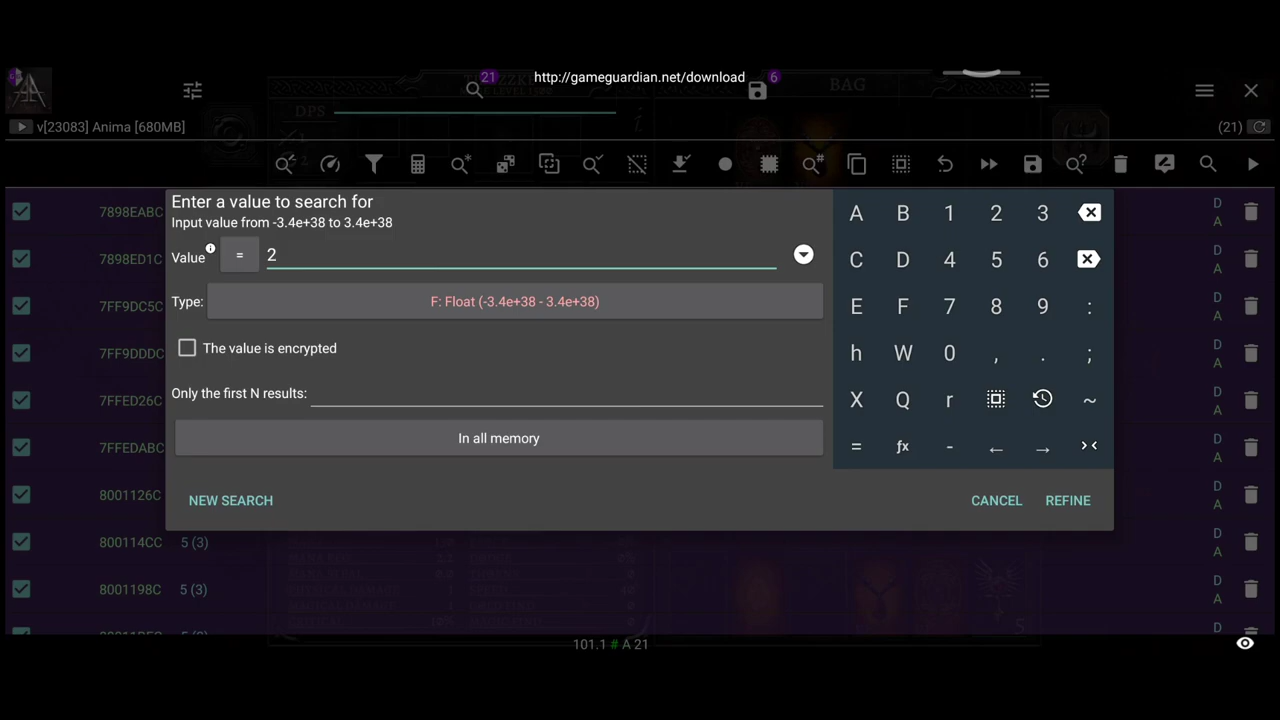 21
http://gameguardian.net/download
6
BAG
DPS
v[23083] Anima [680MB]
(21)
Enter a value to search for
Input value from -3.4e+38 to 3.4e+38
Value i = 2
Type: F: Float (-3.4e+38 - 3.4e+38)
The value is encrypted
Only the first N results:
In all memory
NEW SEARCH
CANCEL REFINE
A B 1 2 3
C D 4 5 6
E F 7 8 9 :
h W 0 , . ;
X Q r ~
= ƒx - ← →
7898EABC D A
7898ED1C D A
7FF9DC5C D A
7FF9DDDC D A
7FFED26C D A
7FFEDABC D A
8001126C D A
800114CC 5 (3) D A
8001198C 5 (3) D A
D
101.1 # A 21